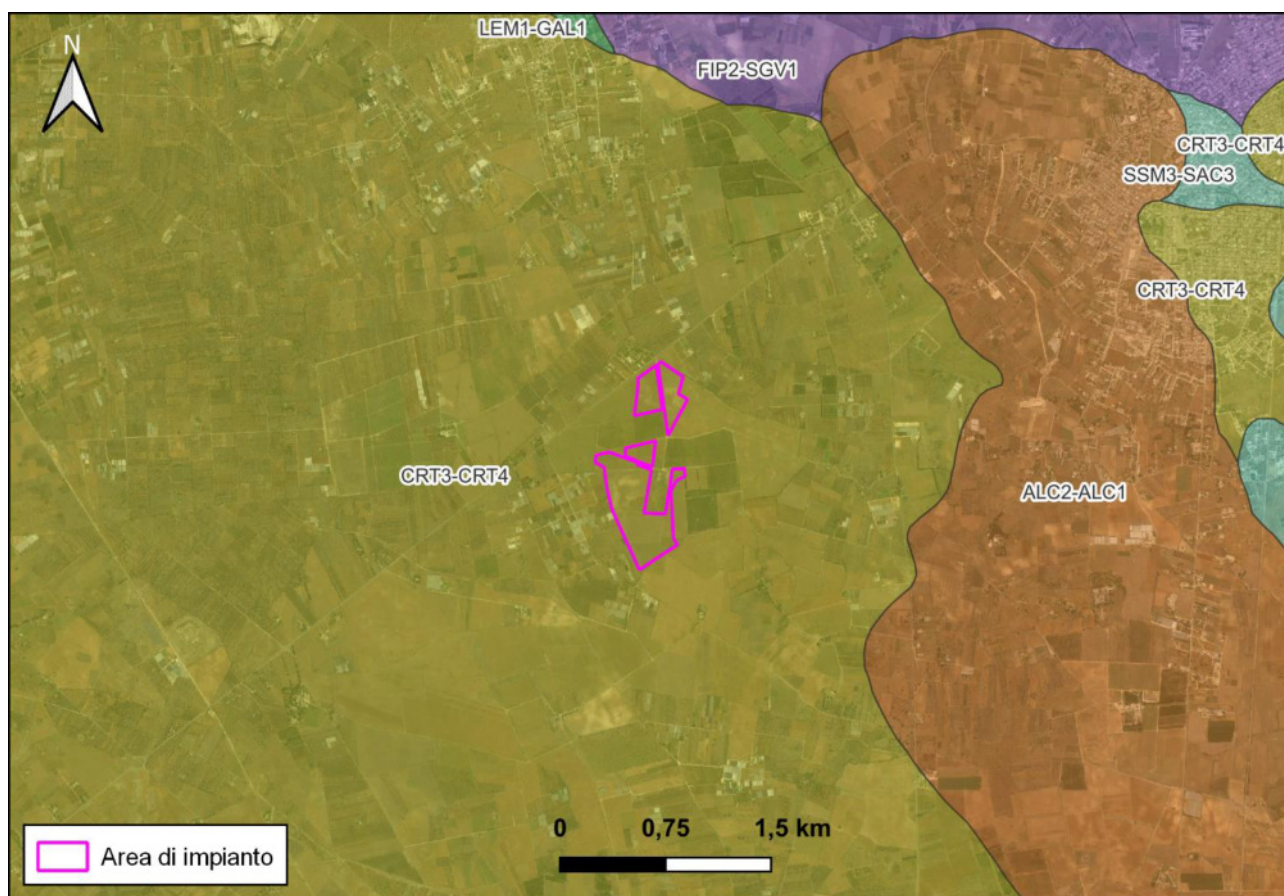 LEM1-GAL1
N
FIP2-SGV1
CRT3-CRT4
SSM3-SAC3
CRT3-CRT4
CRT3-CRT4
ALC2-ALC1
Area di impianto
0 0,75 1,5 km